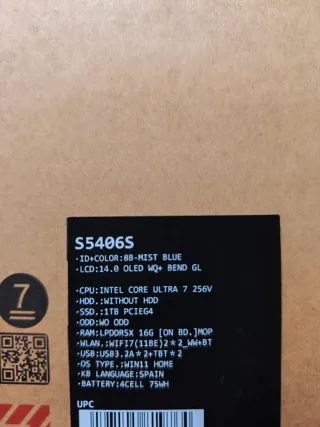 S5406S
·ID+COLOR:8B-MIST BLUE
·LCD:14.0 OLED WQ+ BEND GL
·CPU:INTEL CORE ULTRA 7 256V
·HDD.:WITHOUT HDD
·SSD.:1TB PCIEG4
·ODD:WO ODD
·RAM:LPDDR5X 16G [ON BD.]MOP
·WLAN.:WIFI7(11BE)2*2_WW+BT
·USB:USB3.2A*2+TBT*2
·OS TYPE.:WIN11 HOME
·KB LANGUAGE:SPAIN
·BATTERY:4CELL 75WH
UPC
7